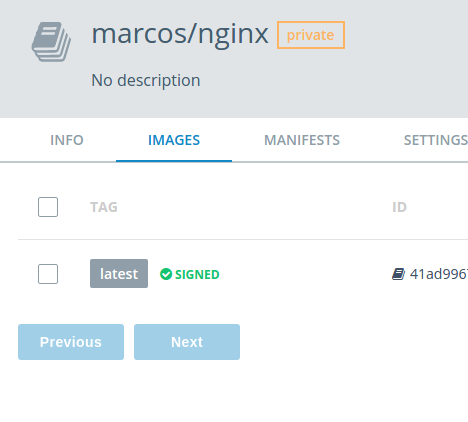 marcos/nginx private
No description
INFO IMAGES MANIFESTS SETTINGS
TAG ID
latest SIGNED 41ad996
Previous Next